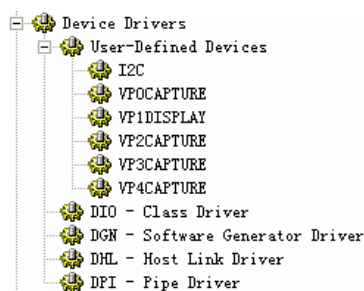 Device Drivers
User-Defined Devices
I2C
VP0CAPTURE
VP1DISPLAY
VP2CAPTURE
VP3CAPTURE
VP4CAPTURE
DIO - Class Driver
DGN - Software Generator Driver
DHL - Host Link Driver
DPI - Pipe Driver